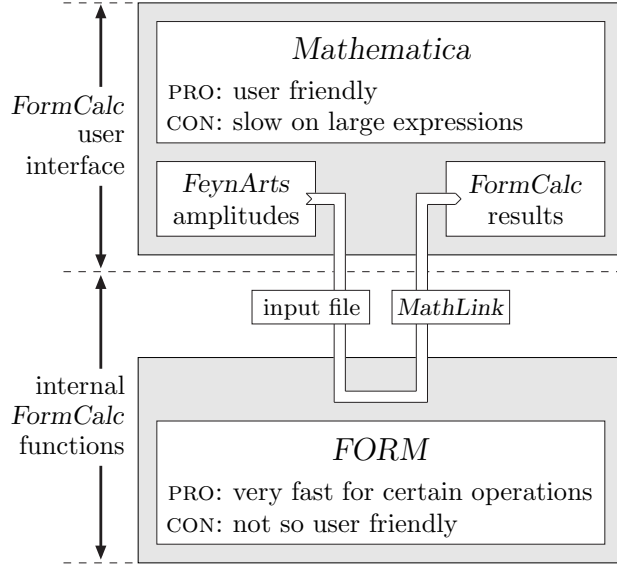 Mathematica
PRO: user friendly
CON: slow on large expressions
FormCalc
user
interface
FeynArts
amplitudes
FormCalc
results
input file
MathLink
internal
FormCalc
functions
FORM
PRO: very fast for certain operations
CON: not so user friendly